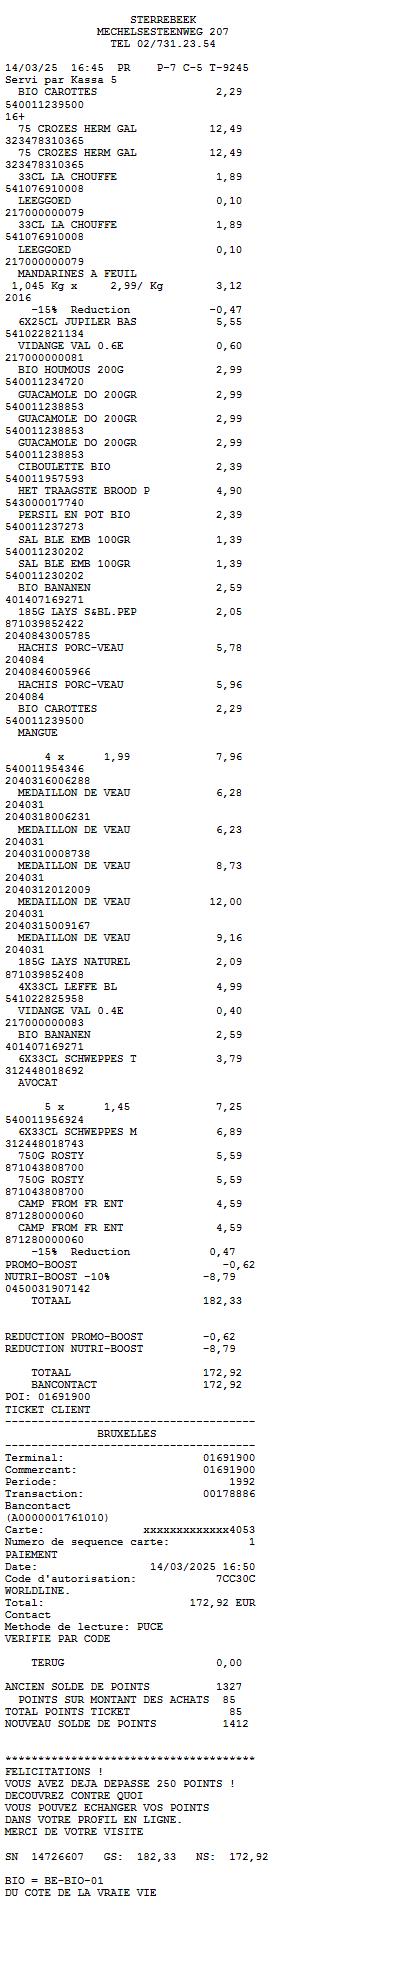 STERREBEEK
MECHELSESTEENWEG 207
TEL 02/731.23.54
14/03/25 16:45 PR P-7 C-5 T-9245
Servi par Kassa 5
BIO CAROTTES 2,29
540011239500
16+
75 CROZES HERM GAL 12,49
323478310365
75 CROZES HERM GAL 12,49
323478310365
33CL LA CHOUFFE 1,89
541076910008
LEEGGOED 0,10
217000000079
33CL LA CHOUFFE 1,89
541076910008
LEEGGOED 0,10
217000000079
MANDARINES A FEUIL
1,045 Kg x 2,99/ Kg 3,12
2016
-15% Reduction -0,47
6X25CL JUPILER BAS 5,55
541022821134
VIDANGE VAL 0.6E 0,60
217000000081
BIO HOUMOUS 200G 2,99
540011234720
GUACAMOLE DO 200GR 2,99
540011238853
GUACAMOLE DO 200GR 2,99
540011238853
GUACAMOLE DO 200GR 2,99
540011238853
CIBOULETTE BIO 2,39
540011957593
HET TRAAGSTE BROOD P 4,90
543000017740
PERSIL EN POT BIO 2,39
540011237273
SAL BLE EMB 100GR 1,39
540011230202
SAL BLE EMB 100GR 1,39
540011230202
BIO BANANEN 2,59
401407169271
185G LAYS S&BL.PEP 2,05
871039852422
2040843005785
HACHIS PORC-VEAU 5,78
204084
2040846005966
HACHIS PORC-VEAU 5,96
204084
BIO CAROTTES 2,29
540011239500
MANGUE
4 x 1,99 7,96
540011954346
2040316006288
MEDAILLON DE VEAU 6,28
204031
2040318006231
MEDAILLON DE VEAU 6,23
204031
2040310008738
MEDAILLON DE VEAU 8,73
204031
2040312012009
MEDAILLON DE VEAU 12,00
204031
2040315009167
MEDAILLON DE VEAU 9,16
204031
185G LAYS NATUREL 2,09
871039852408
4X33CL LEFFE BL 4,99
541022825958
VIDANGE VAL 0.4E 0,40
217000000083
BIO BANANEN 2,59
401407169271
6X33CL SCHWEPPES T 3,79
312448018692
AVOCAT
5 x 1,45 7,25
540011956924
6X33CL SCHWEPPES M 6,89
312448018743
750G ROSTY 5,59
871043808700
750G ROSTY 5,59
871043808700
CAMP FROM FR ENT 4,59
871280000060
CAMP FROM FR ENT 4,59
871280000060
-15% Reduction 0,47
PROMO-BOOST -0,62
NUTRI-BOOST -10% -8,79
0450031907142
TOTAAL 182,33
REDUCTION PROMO-BOOST -0,62
REDUCTION NUTRI-BOOST -8,79
TOTAAL 172,92
BANCONTACT 172,92
POI: 01691900
TICKET CLIENT
--------------------------------------
BRUXELLES
--------------------------------------
Terminal: 01691900
Commercant: 01691900
Periode: 1992
Transaction: 00178886
Bancontact
(A0000001761010)
Carte: xxxxxxxxxxxxx4053
Numero de sequence carte: 1
PAIEMENT
Date: 14/03/2025 16:50
Code d'autorisation: 7CC30C
WORLDLINE.
Total: 172,92 EUR
Contact
Methode de lecture: PUCE
VERIFIE PAR CODE
TERUG 0,00
ANCIEN SOLDE DE POINTS 1327
POINTS SUR MONTANT DES ACHATS 85
TOTAL POINTS TICKET 85
NOUVEAU SOLDE DE POINTS 1412
**************************************
FELICITATIONS !
VOUS AVEZ DEJA DEPASSE 250 POINTS !
DECOUVREZ CONTRE QUOI
VOUS POUVEZ ECHANGER VOS POINTS
DANS VOTRE PROFIL EN LIGNE.
MERCI DE VOTRE VISITE
SN 14726607 GS: 182,33 NS: 172,92
BIO = BE-BIO-01
DU COTE DE LA VRAIE VIE